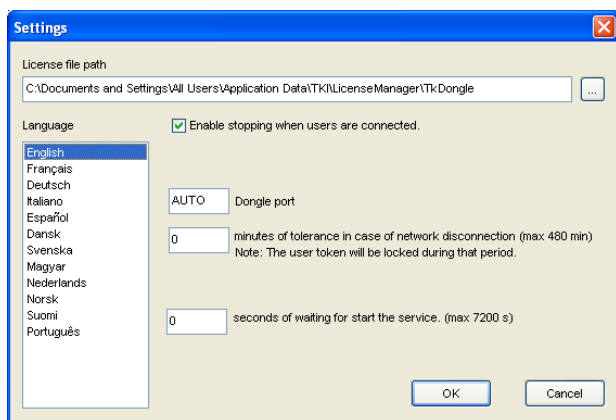 Settings
License file path
C:\Documents and Settings\All Users\Application Data\TKI\LicenseManager\TkDongle
...
Language
Enable stopping when users are connected.
English
Français
Deutsch
Italiano
Español
Dansk
Svenska
Magyar
Nederlands
Norsk
Suomi
Português
AUTO Dongle port
0 minutes of tolerance in case of network disconnection (max 480 min)
Note: The user token will be locked during that period.
0 seconds of waiting for start the service. (max 7200 s)
OK Cancel